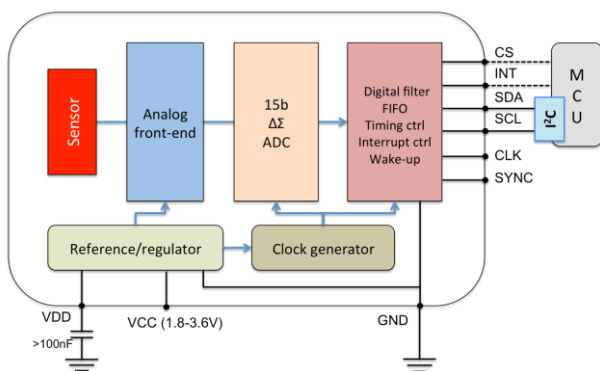 CS
INT
SDA
SCL
CLK
SYNC
MCU
I²C
Sensor
Analog
front-end
15b
ΔΣ
ADC
Digital filter
FIFO
Timing ctrl
Interrupt ctrl
Wake-up
Reference/regulator
Clock generator
VDD
VCC (1.8-3.6V)
GND
>100nF